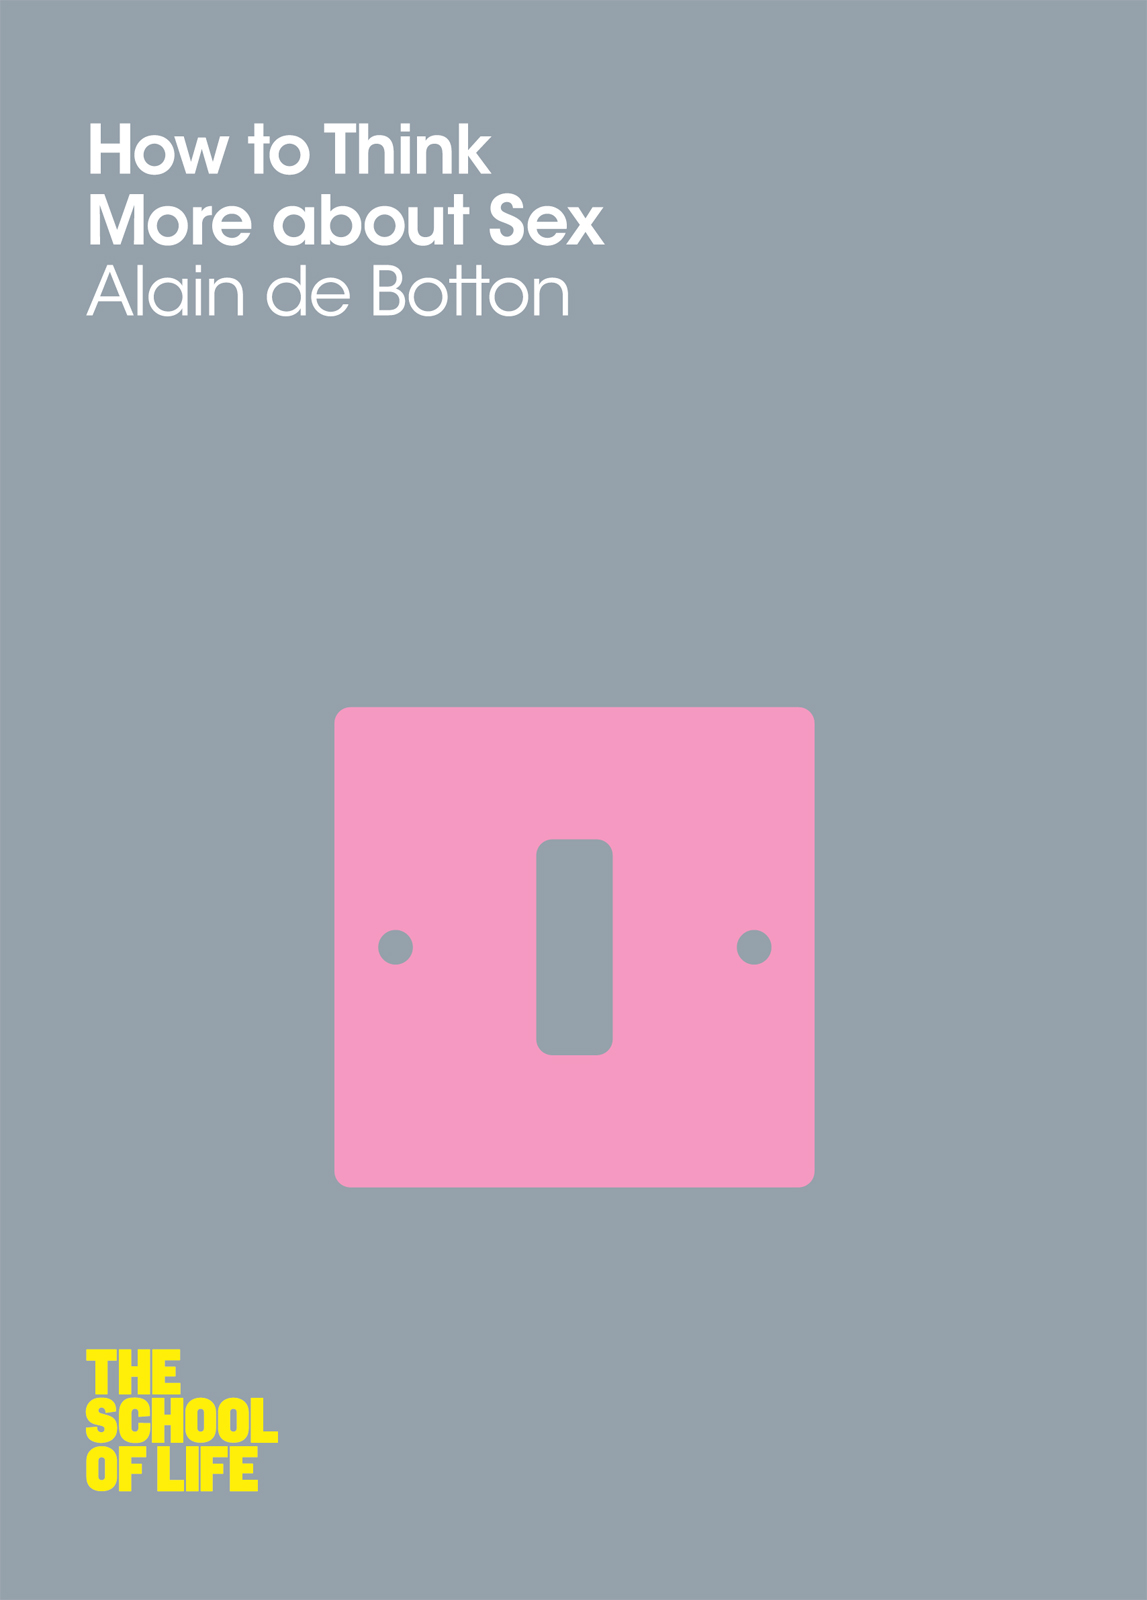 How to Think
More about Sex
Alain de Botton
THE
SCHOOL
OF LIFE